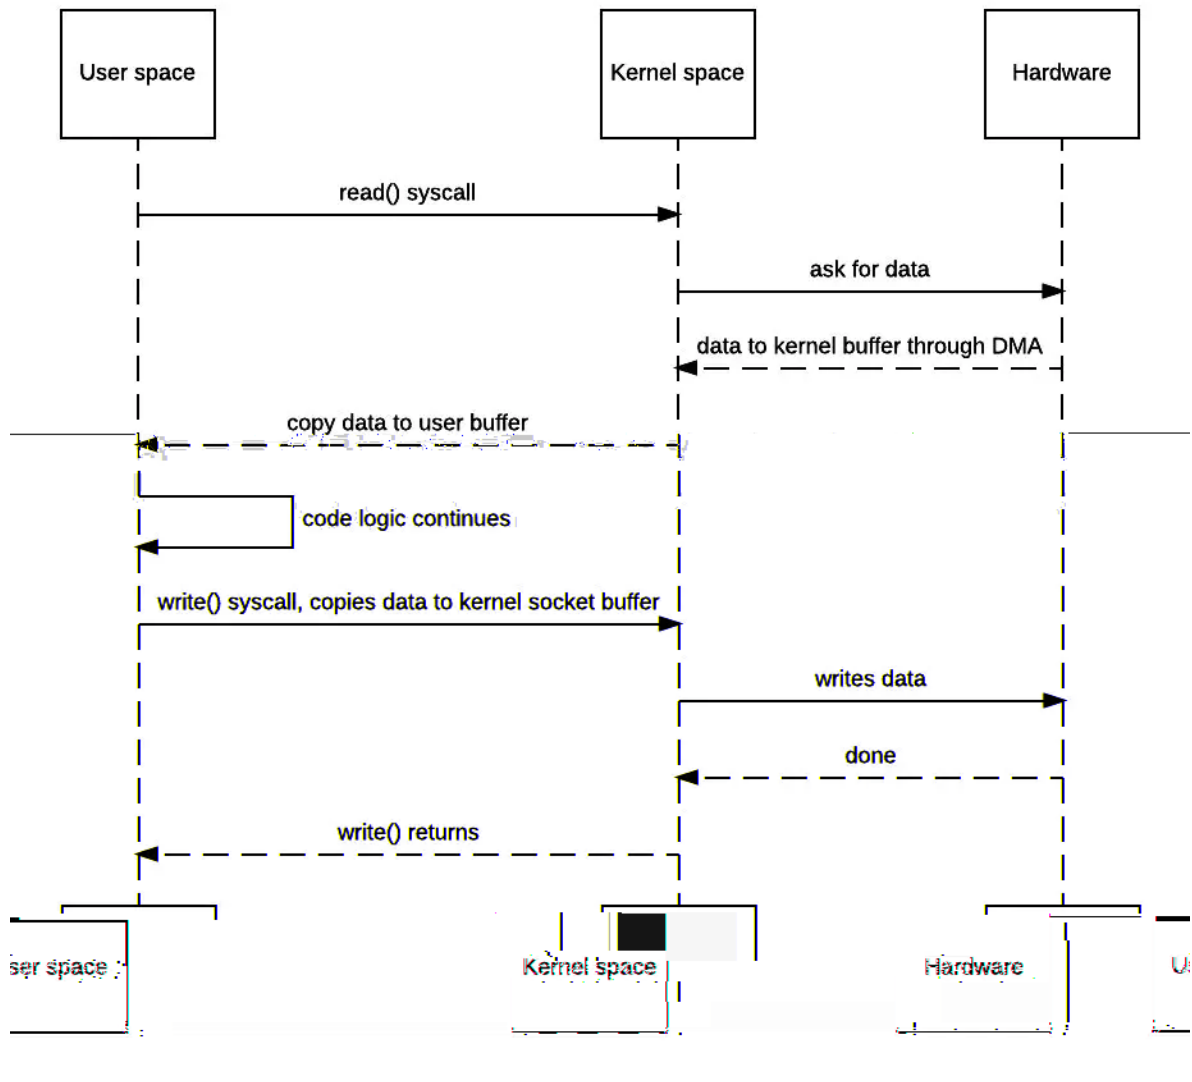 User space
Kernel space
Hardware
read() syscall
ask for data
data to kernel buffer through DMA
copy data to user buffer
code logic continues
write() syscall, copies data to kernel socket buffer
writes data
done
write() returns
ser space
Kernel space
Hardware